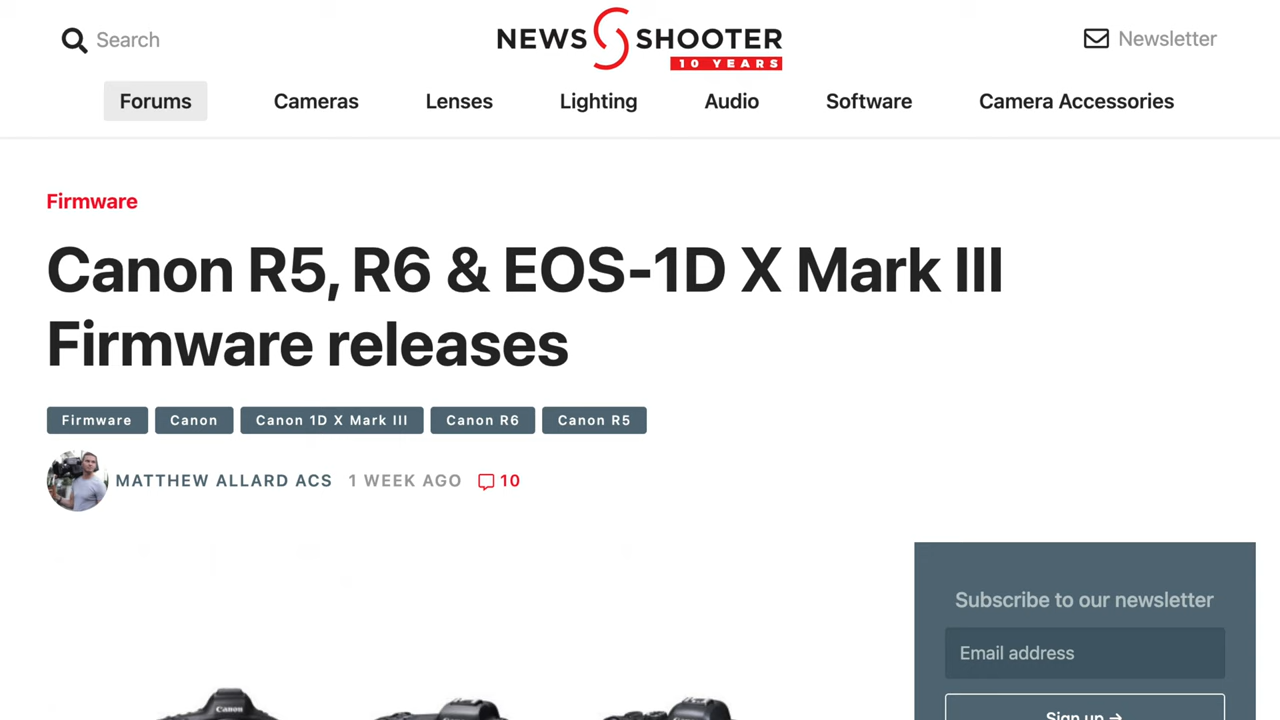 Search
NEWS SHOOTER
10 YEARS
Newsletter
Forums Cameras Lenses Lighting Audio Software Camera Accessories
Firmware
Canon R5, R6 & EOS-1D X Mark III
Firmware releases
Firmware Canon Canon 1D X Mark III Canon R6 Canon R5
MATTHEW ALLARD ACS 1 WEEK AGO 10
Subscribe to our newsletter
Email address
Sign up →
Canon